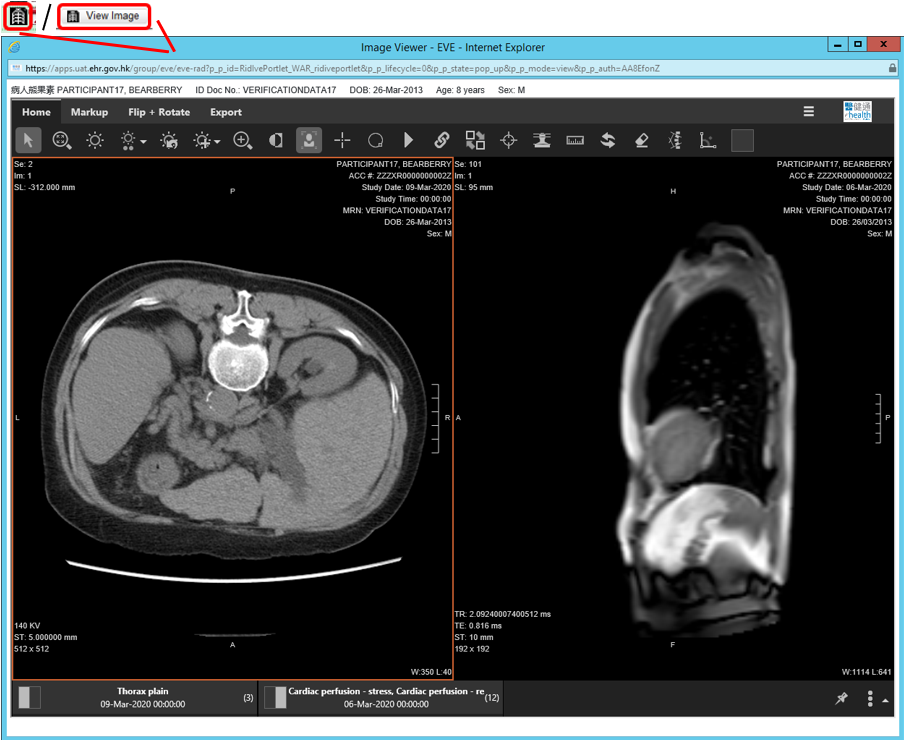 / View Image
Image Viewer - EVE - Internet Explorer
https://apps.uat.ehr.gov.hk/group/eve/eve-rad?p_p_id=RidIvePortlet_WAR_ridiveportlet&p_p_lifecycle=0&p_p_state=pop_up&p_p_mode=view&p_p_auth=AA8EfonZ
病人熊果素 PARTICIPANT17, BEARBERRY ID Doc No.: VERIFICATIONDATA17 DOB: 26-Mar-2013 Age: 8 years Sex: M
Home Markup Flip + Rotate Export
醫健通
eHealth
Se: 2
Im: 1
SL: -312.000 mm
P
PARTICIPANT17, BEARBERRY
ACC #: ZZZXR0000000002Z
Study Date: 09-Mar-2020
Study Time: 00:00:00
MRN: VERIFICATIONDATA17
DOB: 26-Mar-2013
Sex: M
L
R
140 KV
ST: 5.000000 mm
512 x 512
A
W:350 L:40
Se: 101
Im: 1
SL: 95 mm
H
PARTICIPANT17, BEARBERRY
ACC #: ZZZXR0000000002Z
Study Date: 06-Mar-2020
Study Time: 00:00:00
MRN: VERIFICATIONDATA17
DOB: 26/03/2013
Sex: M
A
P
TR: 2.09240007400512 ms
TE: 0.816 ms
ST: 10 mm
192 x 192
F
W:1114 L:641
Thorax plain
09-Mar-2020 00:00:00
(3)
Cardiac perfusion - stress, Cardiac perfusion - re
06-Mar-2020 00:00:00
(12)